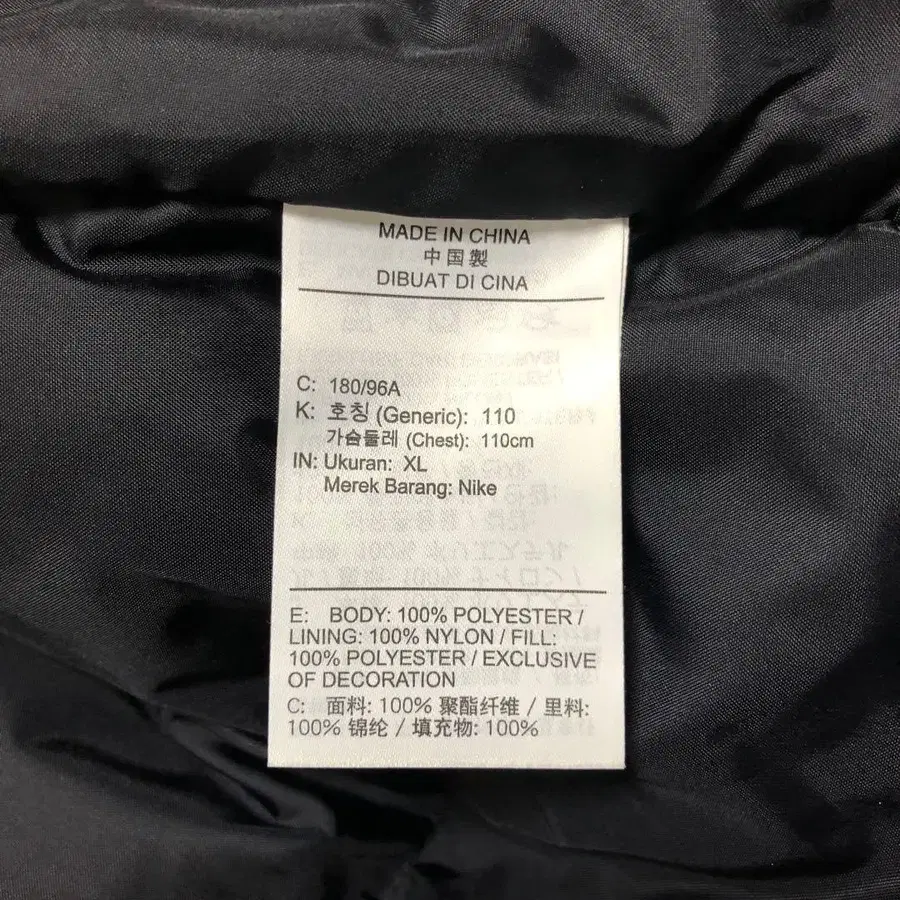 MADE IN CHINA
中国製
DIBUAT DI CINA
C: 180/96A
K: 호칭 (Generic): 110
가슴둘레 (Chest): 110cm
IN: Ukuran: XL
Merek Barang: Nike
E: BODY: 100% POLYESTER /
LINING: 100% NYLON / FILL:
100% POLYESTER / EXCLUSIVE
OF DECORATION
C: 面料: 100% 聚酯纤维 / 里料:
100% 锦纶 / 填充物: 100%